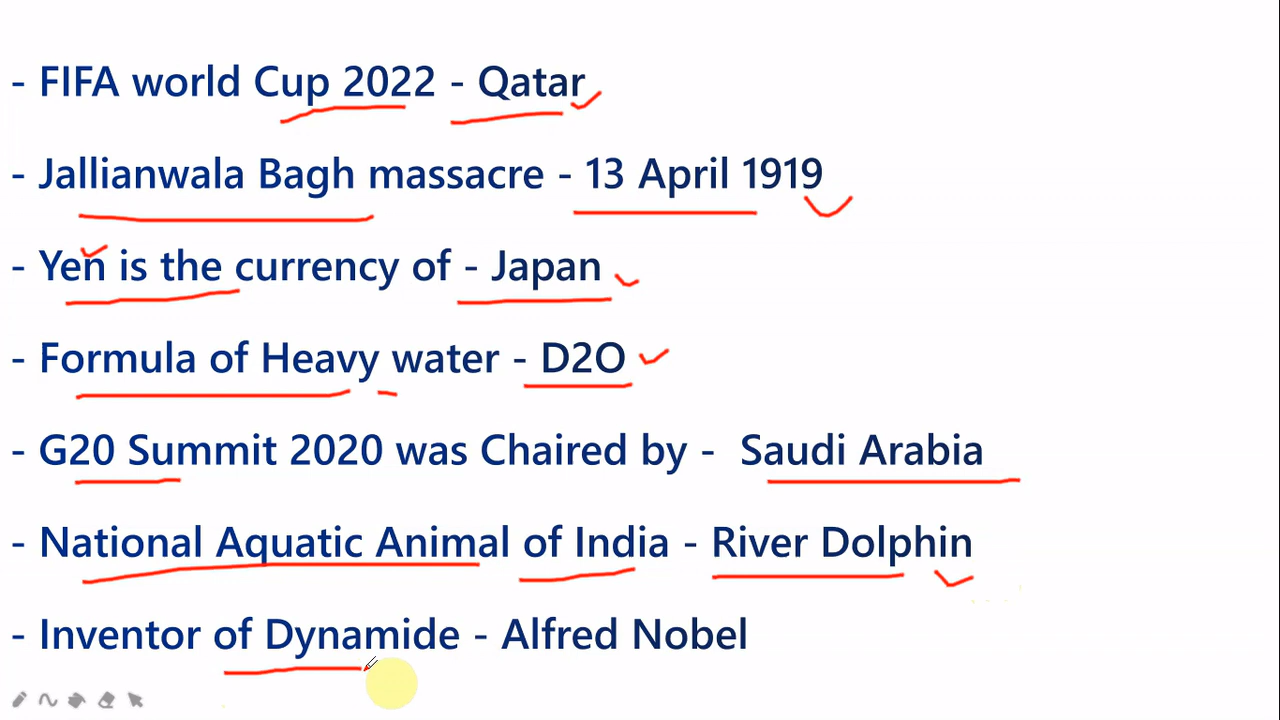 - FIFA world Cup 2022 - Qatar
- Jallianwala Bagh massacre - 13 April 1919
- Yen is the currency of - Japan
- Formula of Heavy water - D2O
- G20 Summit 2020 was Chaired by - Saudi Arabia
- National Aquatic Animal of India - River Dolphin
- Inventor of Dynamide - Alfred Nobel